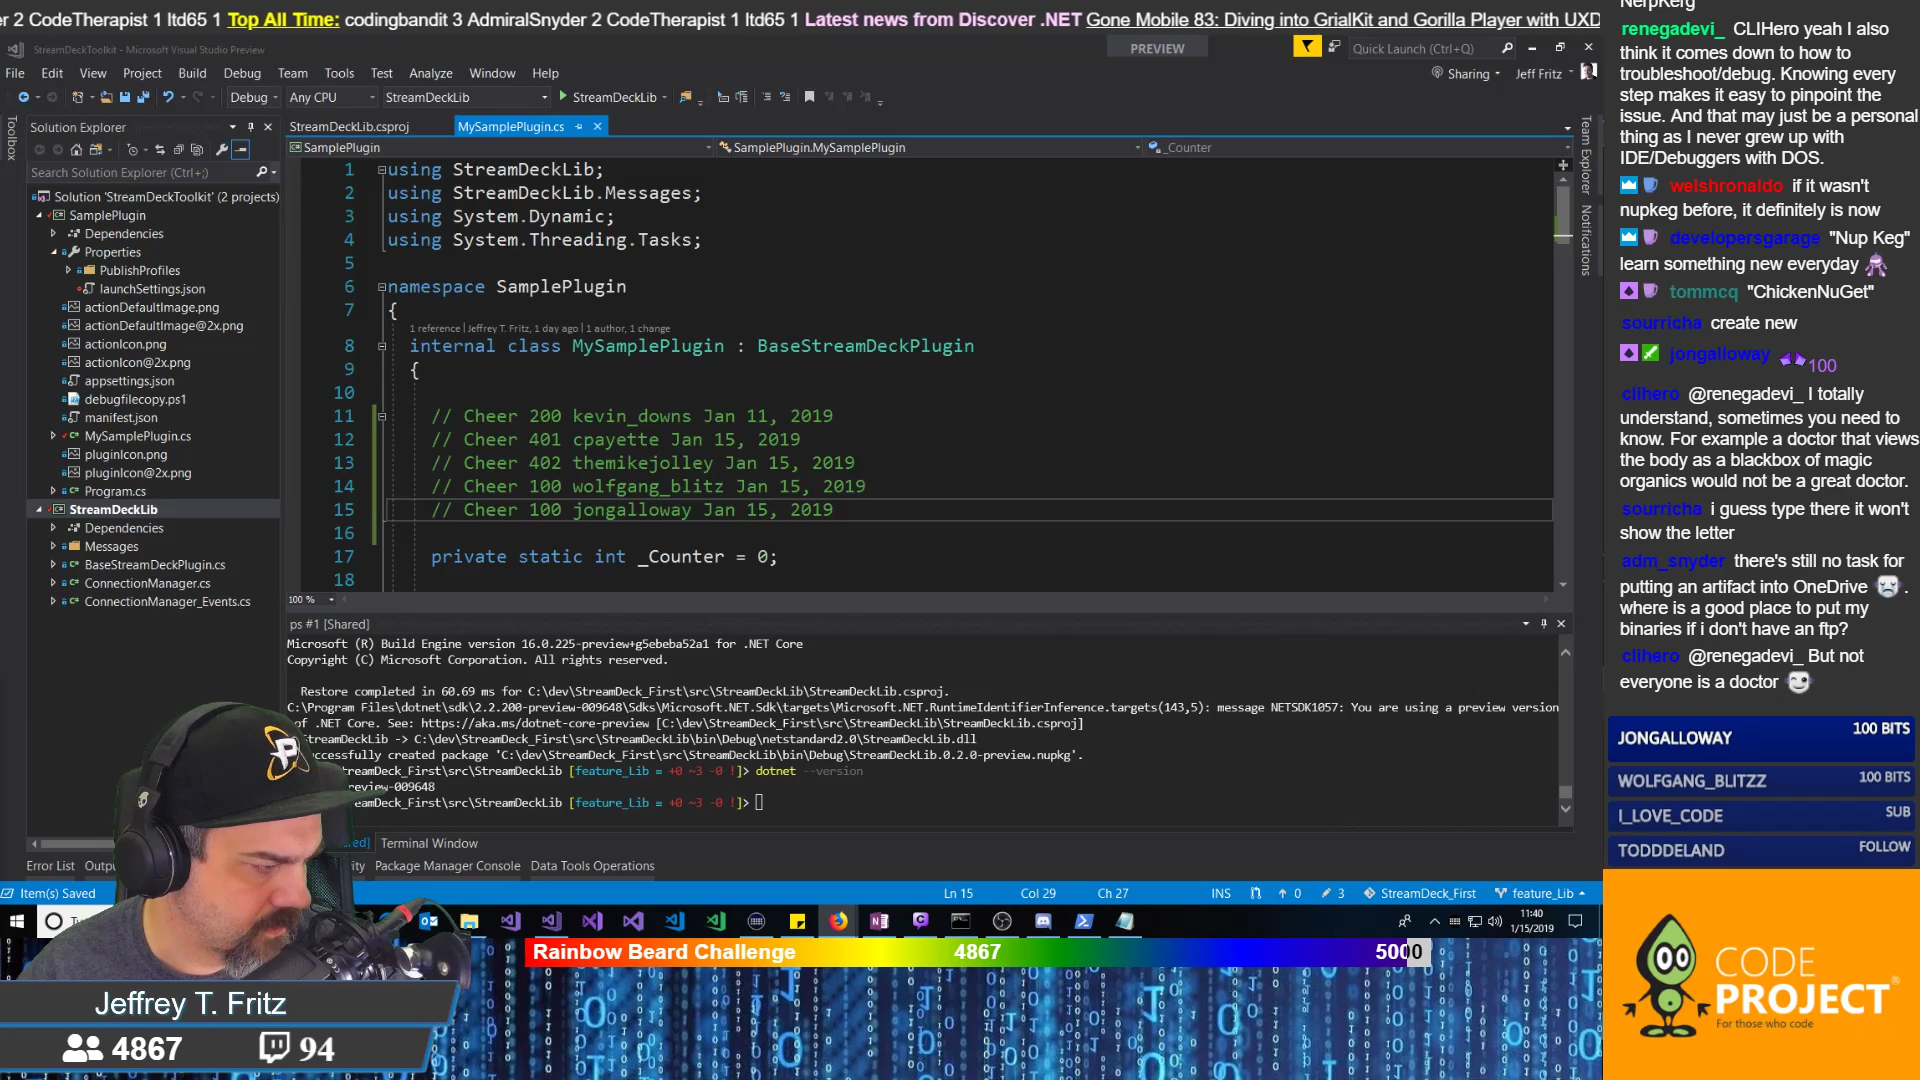 r 2 CodeTherapist 1 ltd65 1 Top All Time: codingbandit 3 AdmiralSnyder 2 CodeTherapist 1 ltd65 1 Latest news from Discover .NET Gone Mobile 83: Diving into GrialKit and Gorilla Player with UXD
StreamDeckToolkit - Microsoft Visual Studio Preview
PREVIEW
Quick Launch (Ctrl+Q)
File Edit View Project Build Debug Team Tools Test Analyze Window Help
Sharing
Jeff Fritz
Debug
Any CPU
StreamDeckLib
StreamDeckLib
Toolbox
Solution Explorer
Search Solution Explorer (Ctrl+;)
Solution 'StreamDeckToolkit' (2 projects)
SamplePlugin
Dependencies
Properties
PublishProfiles
launchSettings.json
actionDefaultImage.png
actionDefaultImage@2x.png
actionIcon.png
actionIcon@2x.png
appsettings.json
debugfilecopy.ps1
manifest.json
MySamplePlugin.cs
pluginIcon.png
pluginIcon@2x.png
Program.cs
StreamDeckLib
Dependencies
Messages
BaseStreamDeckPlugin.cs
ConnectionManager.cs
ConnectionManager_Events.cs
StreamDeckLib.csproj
MySamplePlugin.cs
SamplePlugin
SamplePlugin.MySamplePlugin
_Counter
1 using StreamDeckLib;
2 using StreamDeckLib.Messages;
3 using System.Dynamic;
4 using System.Threading.Tasks;
5
6 namespace SamplePlugin
7 {
1 reference | Jeffrey T. Fritz, 1 day ago | 1 author, 1 change
8 internal class MySamplePlugin : BaseStreamDeckPlugin
9 {
10
11 // Cheer 200 kevin_downs Jan 11, 2019
12 // Cheer 401 cpayette Jan 15, 2019
13 // Cheer 402 themikejolley Jan 15, 2019
14 // Cheer 100 wolfgang_blitz Jan 15, 2019
15 // Cheer 100 jongalloway Jan 15, 2019
16
17 private static int _Counter = 0;
18
100 %
Team Explorer
Notifications
ps #1 [Shared]
Microsoft (R) Build Engine version 16.0.225-preview+g5ebeba52a1 for .NET Core
Copyright (C) Microsoft Corporation. All rights reserved.
Restore completed in 60.69 ms for C:\dev\StreamDeck_First\src\StreamDeckLib\StreamDeckLib.csproj.
C:\Program Files\dotnet\sdk\2.2.200-preview-009648\Sdks\Microsoft.NET.Sdk\targets\Microsoft.NET.RuntimeIdentifierInference.targets(143,5): message NETSDK1057: You are using a preview version
of .NET Core. See: https://aka.ms/dotnet-core-preview [C:\dev\StreamDeck_First\src\StreamDeckLib\StreamDeckLib.csproj]
StreamDeckLib -> C:\dev\StreamDeck_First\src\StreamDeckLib\bin\Debug\netstandard2.0\StreamDeckLib.dll
uccessfully created package 'C:\dev\StreamDeck_First\src\StreamDeckLib\bin\Debug\StreamDeckLib.0.2.0-preview.nupkg'.
treamDeck_First\src\StreamDeckLib [feature_Lib ≡ +0 ~3 -0 !]> dotnet --version
review-009648
treamDeck_First\src\StreamDeckLib [feature_Lib ≡ +0 ~3 -0 !]>
ed] Terminal Window
Error List Outp ity Package Manager Console Data Tools Operations
Item(s) Saved
Ln 15 Col 29 Ch 27 INS 0 3 StreamDeck_First feature_Lib
11:40
1/15/2019
Rainbow Beard Challenge 4867 5000
Jeffrey T. Fritz
4867 94
NerpKerg
renegadevi_ CLIHero yeah I also
think it comes down to how to
troubleshoot/debug. Knowing every
step makes it easy to pinpoint the
issue. And that may just be a personal
thing as I never grew up with
IDE/Debuggers with DOS.
welshronaldo if it wasn't
nupkeg before, it definitely is now
developersgarage "Nup Keg"
learn something new everyday
tommcq "ChickenNuGet"
sourricha create new
jongalloway 100
clihero @renegadevi_ I totally
understand, sometimes you need to
know. For example a doctor that views
the body as a blackbox of magic
organics would not be a great doctor.
sourricha i guess type there it won't
show the letter
adm_snyder there's still no task for
putting an artifact into OneDrive .
where is a good place to put my
binaries if i don't have an ftp?
clihero @renegadevi_ But not
everyone is a doctor
JONGALLOWAY 100 BITS
WOLFGANG_BLITZZ 100 BITS
I_LOVE_CODE SUB
TODDDELAND FOLLOW
CODE
PROJECT®
For those who code